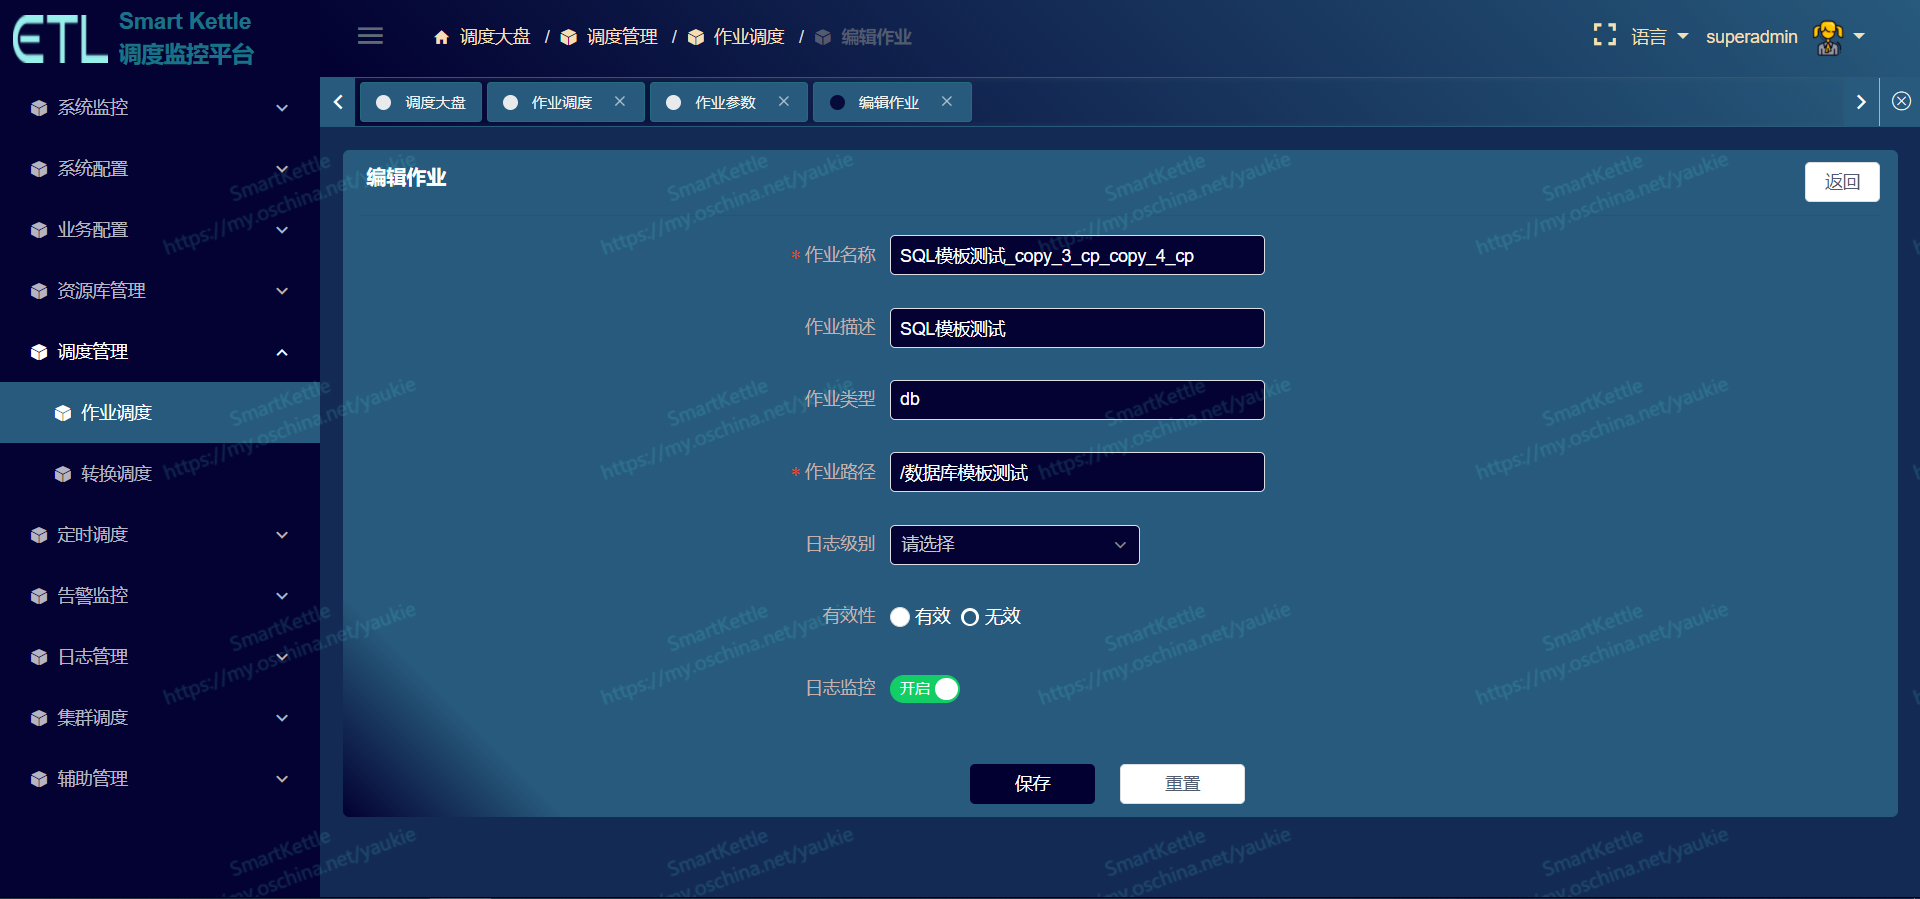 ETL Smart Kettle
调度监控平台
调度大盘 / 调度管理 / 作业调度 / 编辑作业
语言 superadmin
系统监控
系统配置
业务配置
资源库管理
调度管理
作业调度
转换调度
定时调度
告警监控
日志管理
集群调度
辅助管理
调度大盘 作业调度 作业参数 编辑作业
编辑作业
返回
* 作业名称 SQL模板测试_copy_3_cp_copy_4_cp
作业描述 SQL模板测试
作业类型 db
* 作业路径 /数据库模板测试
日志级别 请选择
有效性 有效 无效
日志监控 开启
保存 重置
SmartKettle
https://my.oschina.net/yaukie